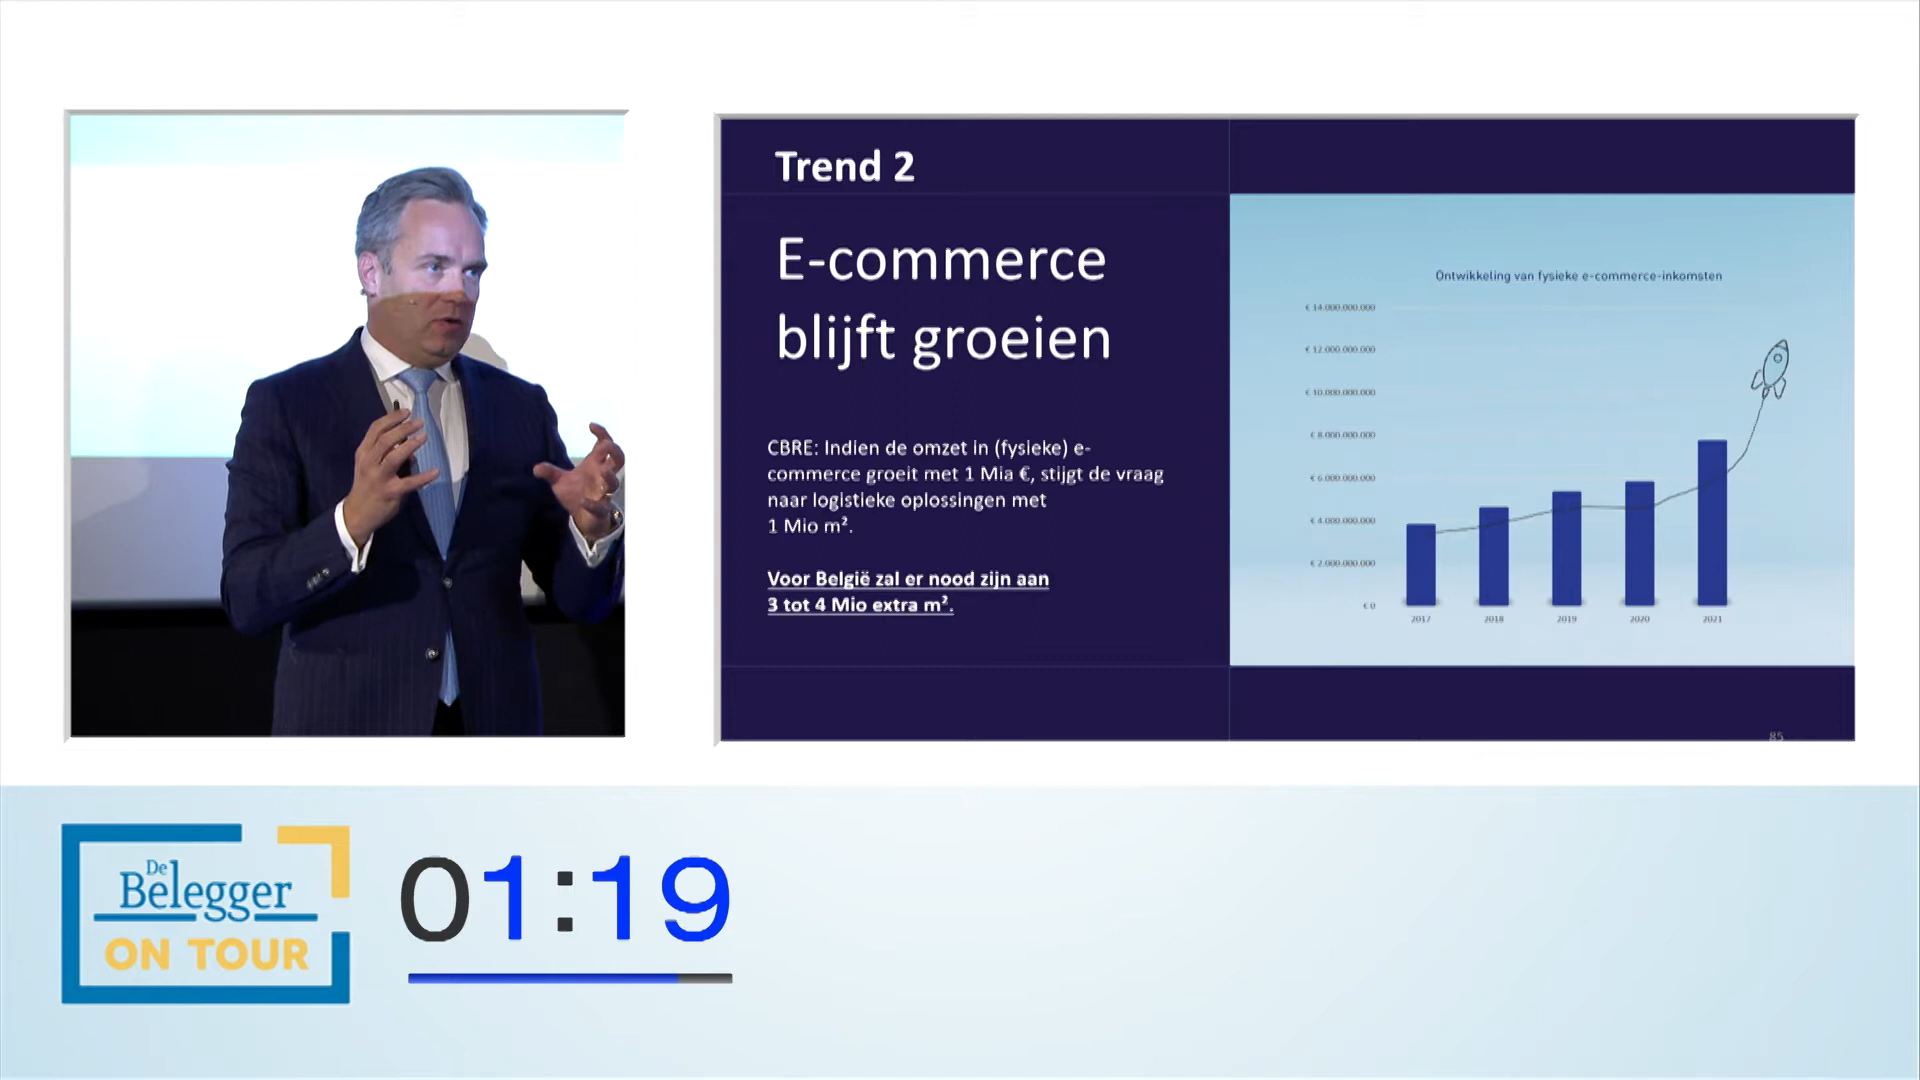 Trend 2
E-commerce
blijft groeien
CBRE: Indien de omzet in (fysieke) e-
commerce groeit met 1 Mia €, stijgt de vraag
naar logistieke oplossingen met
1 Mio m².
Voor België zal er nood zijn aan
3 tot 4 Mio extra m².
Ontwikkeling van fysieke e-commerce-inkomsten
€ 14.000.000.000
€ 12.000.000.000
€ 10.000.000.000
€ 8.000.000.000
€ 6.000.000.000
€ 4.000.000.000
€ 2.000.000.000
€ 0
2017 2018 2019 2020 2021
85
De
Belegger
ON TOUR
01:19